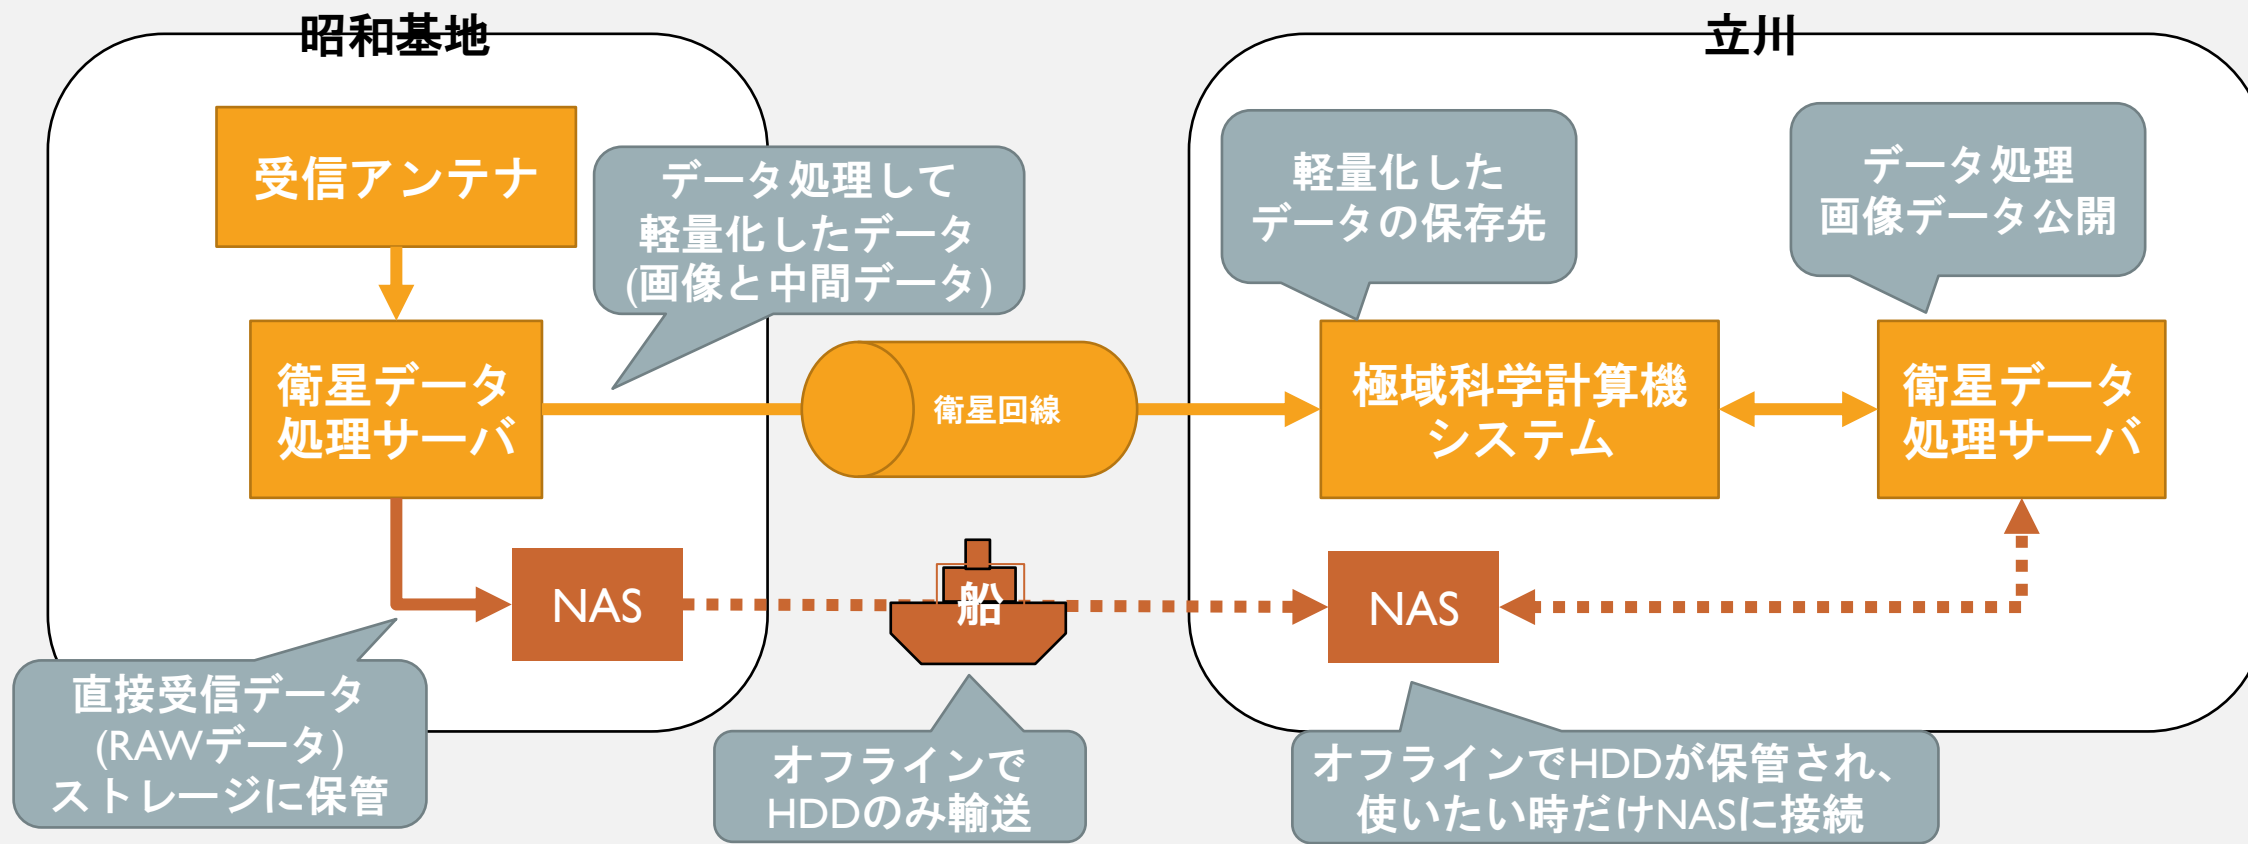 昭和基地
受信アンテナ
データ処理して
軽量化したデータ
(画像と中間データ)
衛星データ
処理サーバ
衛星回線
NAS
直接受信データ
(RAWデータ)
ストレージに保管
船
オフラインで
HDDのみ輸送
立川
軽量化した
データの保存先
データ処理
画像データ公開
極域科学計算機
システム
衛星データ
処理サーバ
NAS
オフラインでHDDが保管され、
使いたい時だけNASに接続